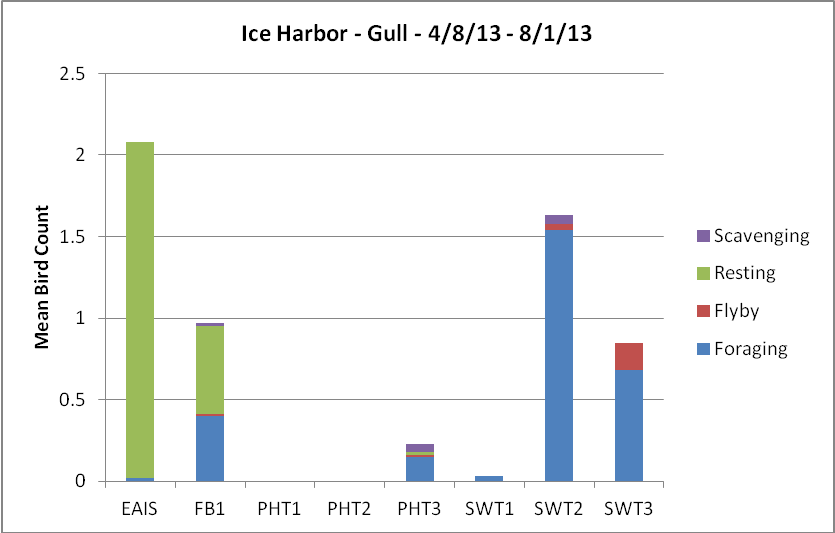 Ice Harbor - Gull - 4/8/13 - 8/1/13
Mean Bird Count
2.5
2
1.5
1
0.5
0
EAIS FB1 PHT1 PHT2 PHT3 SWT1 SWT2 SWT3
Scavenging
Resting
Flyby
Foraging